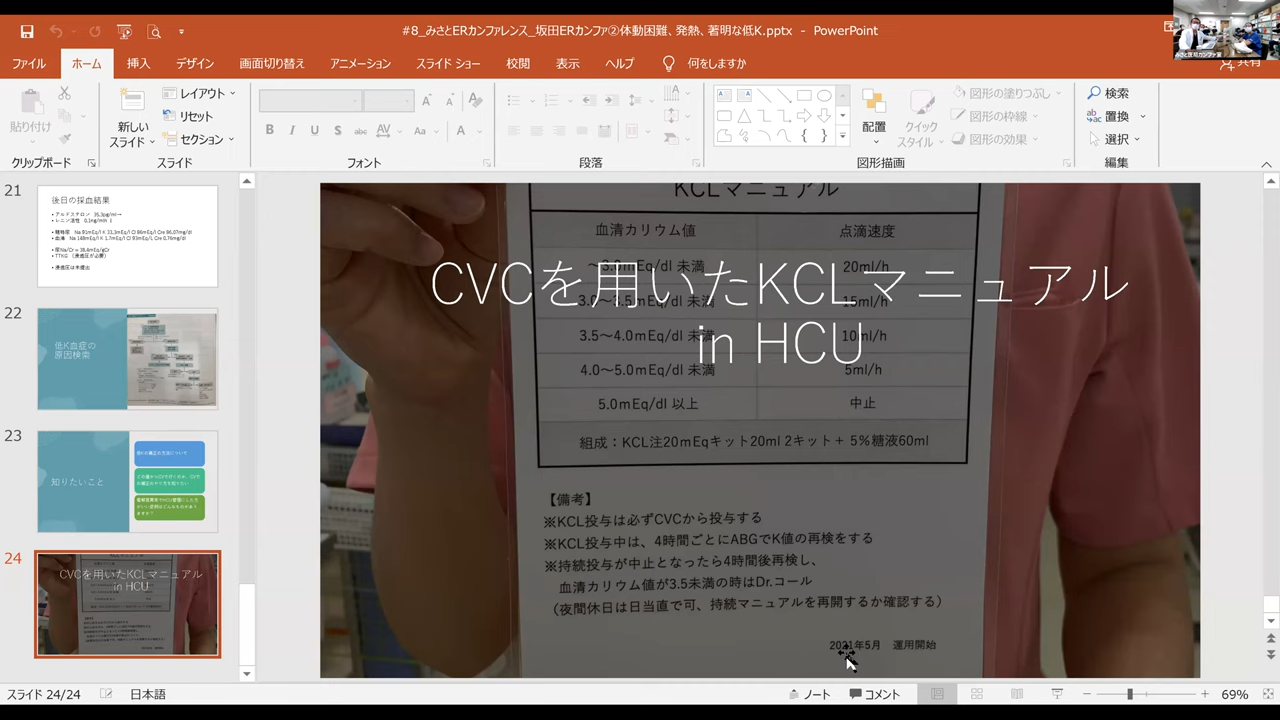 #8_みさとERカンファレンス_坂田ERカンファ②体動困難、発熱、著明な低K.pptx - PowerPoint
ファイル ホーム 挿入 デザイン 画面切り替え アニメーション スライド ショー 校閲 表示 ヘルプ 何をしますか 共有
貼り付け
新しい
スライド
レイアウト
リセット
セクション
配置
クイック
スタイル
図形の塗りつぶし
図形の枠線
図形の効果
検索
置換
選択
クリップボード スライド フォント 段落 図形描画 編集
21
後日の採血結果
22
低K血症の
原因検索
23
知りたいこと
24
CVCを用いたKCLマニュアル
in HCU
KCLマニュアル
血清カリウム値 点滴速度
～3.0mEq/dl 未満 20ml/h
3.0～3.5mEq/dl 未満 15ml/h
3.5～4.0mEq/dl 未満 10ml/h
4.0～5.0mEq/dl 未満 5ml/h
5.0mEq/dl 以上 中止
組成：KCL注20mEqキット20ml 2キット＋ 5%糖液60ml
CVCを用いたKCLマニュアル
in HCU
【備考】
※KCL投与は必ずCVCから投与する
※KCL投与中は、4時間ごとにABGでK値の再検をする
※持続投与が中止となったら4時間後再検し、
血清カリウム値が3.5未満の時はDr.コール
（夜間休日は日当直で可、持続マニュアルを再開するか確認する）
2021年5月 運用開始
スライド 24/24 日本語 ノート コメント 69%